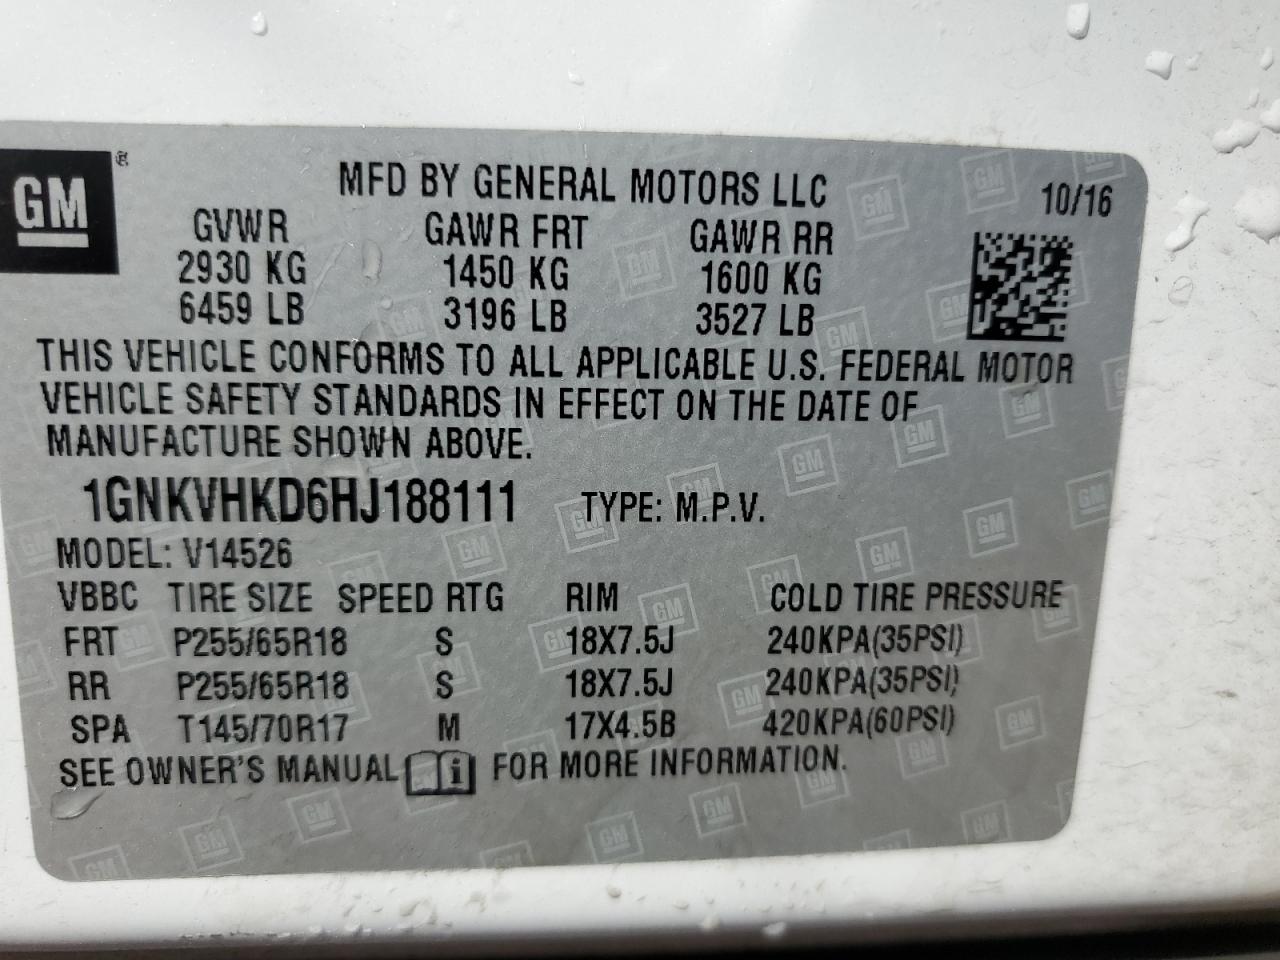 GM ®
MFD BY GENERAL MOTORS LLC 10/16
GVWR GAWR FRT GAWR RR
2930 KG 1450 KG 1600 KG
6459 LB 3196 LB 3527 LB
THIS VEHICLE CONFORMS TO ALL APPLICABLE U.S. FEDERAL MOTOR
VEHICLE SAFETY STANDARDS IN EFFECT ON THE DATE OF
MANUFACTURE SHOWN ABOVE.
1GNKVHKD6HJ188111 TYPE: M.P.V.
MODEL: V14526
VBBC TIRE SIZE SPEED RTG RIM COLD TIRE PRESSURE
FRT P255/65R18 S 18X7.5J 240KPA(35PSI)
RR P255/65R18 S 18X7.5J 240KPA(35PSI)
SPA T145/70R17 M 17X4.5B 420KPA(60PSI)
SEE OWNER'S MANUAL i FOR MORE INFORMATION.